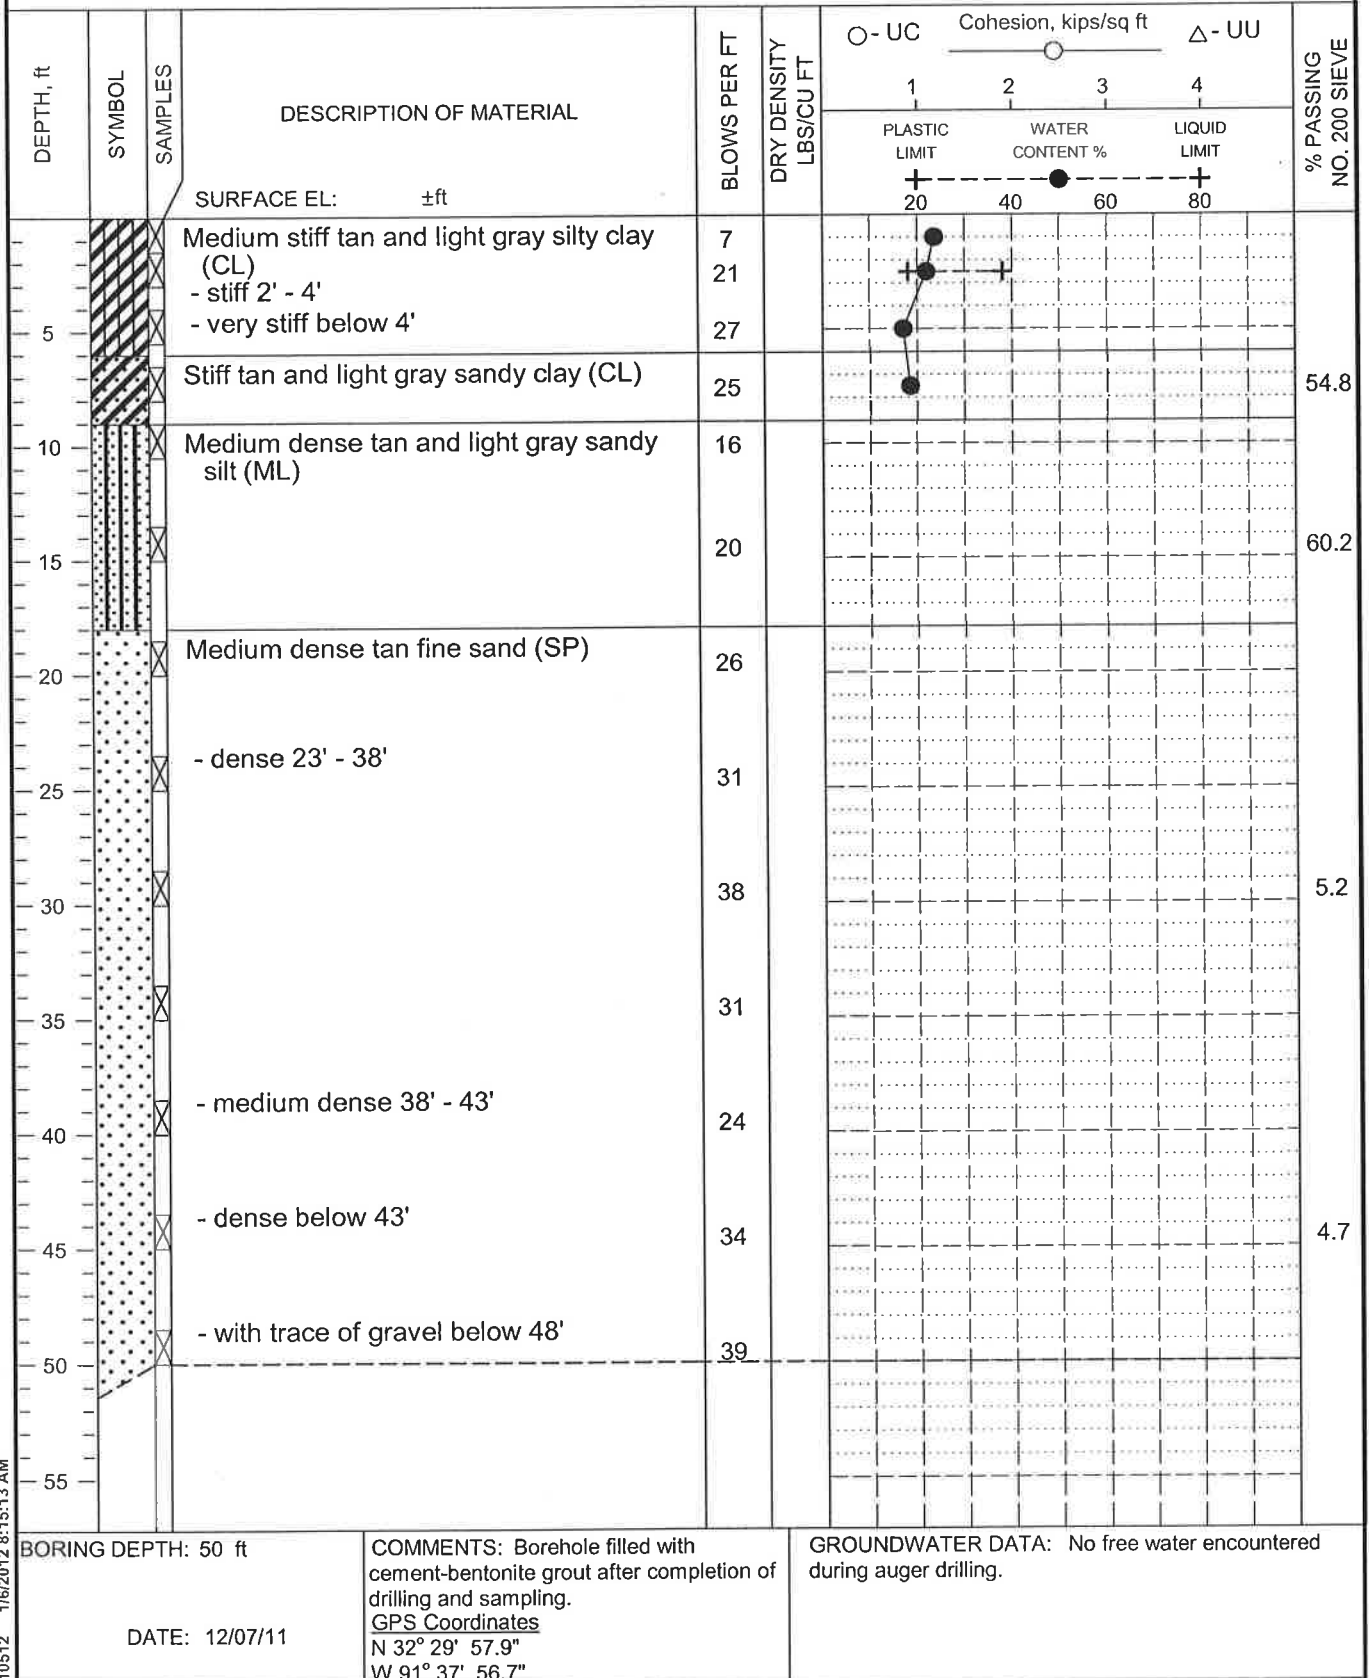 DEPTH, ft
SYMBOL
SAMPLES
DESCRIPTION OF MATERIAL
SURFACE EL: ±ft
BLOWS PER FT
DRY DENSITY
LBS/CU FT
O- UC Cohesion, kips/sq ft △- UU
1 2 3 4
PLASTIC LIMIT WATER CONTENT % LIQUID LIMIT
20 40 60 80
% PASSING
NO. 200 SIEVE
Medium stiff tan and light gray silty clay 7
(CL)
21
- stiff 2' - 4'
- very stiff below 4'
5 27
Stiff tan and light gray sandy clay (CL) 25 54.8
10 Medium dense tan and light gray sandy 16
silt (ML)
15 20 60.2
Medium dense tan fine sand (SP)
20 26
- dense 23' - 38'
25 31
30 38 5.2
35 31
- medium dense 38' - 43'
40 24
- dense below 43'
45 34 4.7
- with trace of gravel below 48'
50 39
55
BORING DEPTH: 50 ft
DATE: 12/07/11
COMMENTS: Borehole filled with
cement-bentonite grout after completion of
drilling and sampling.
GPS Coordinates
N 32° 29' 57.9"
W 91° 37' 56.7"
GROUNDWATER DATA: No free water encountered
during auger drilling.
10512 1/6/2012 8:15:13 AM